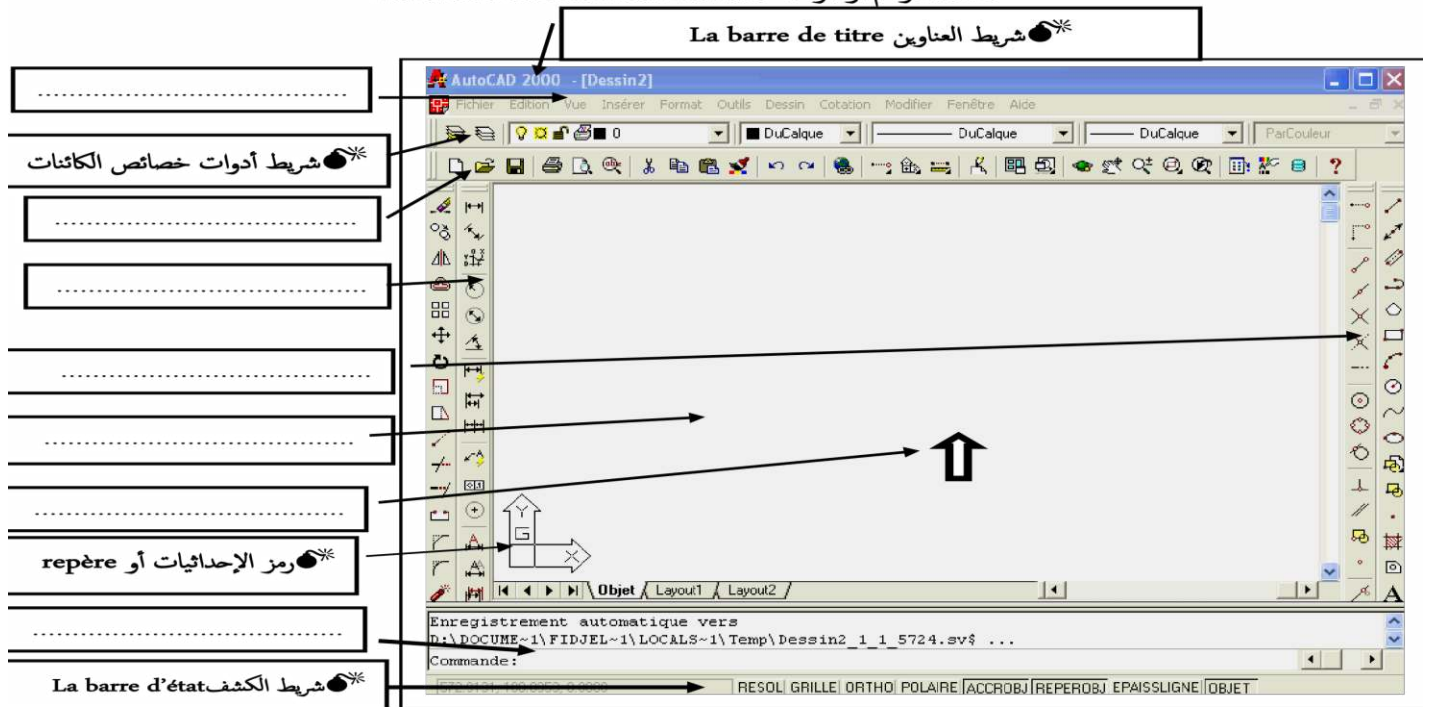 شريط العناوين La barre de titre
AutoCAD 2000 - [Dessin2]
Fichier Edition Vue Insérer Format Outils Dessin Cotation Modifier Fenêtre Aide
0 DuCalque DuCalque DuCalque ParCouleur
شريط أدوات خصائص الكائنات
رمز الإحداثيات أو repère
Y
G
X
Objet Layout1 Layout2
Enregistrement automatique vers
D:\DOCUME~1\FIDJEL~1\LOCALS~1\Temp\Dessin2_1_1_5724.sv$ ...
Commande:
شريط الكشف La barre d'état
RESOL GRILLE ORTHO POLAIRE ACCROBJ REPEROBJ EPAISSLIGNE OBJET